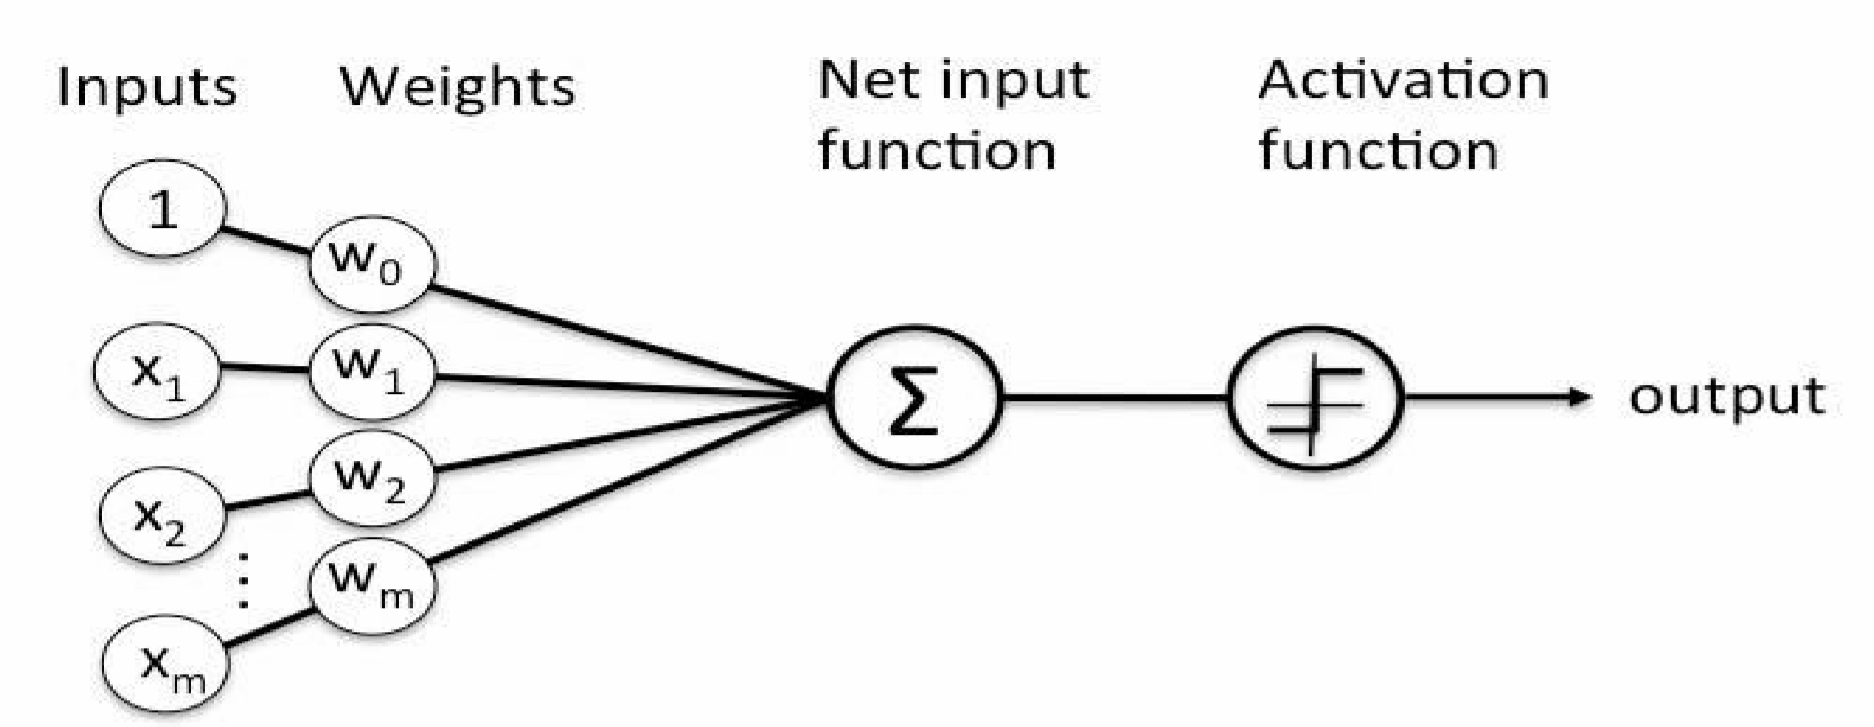 Inputs
Weights
Net input
function
Activation
function
1
w0
x1
w1
x2
w2
⋮
xm
wm
Σ
output